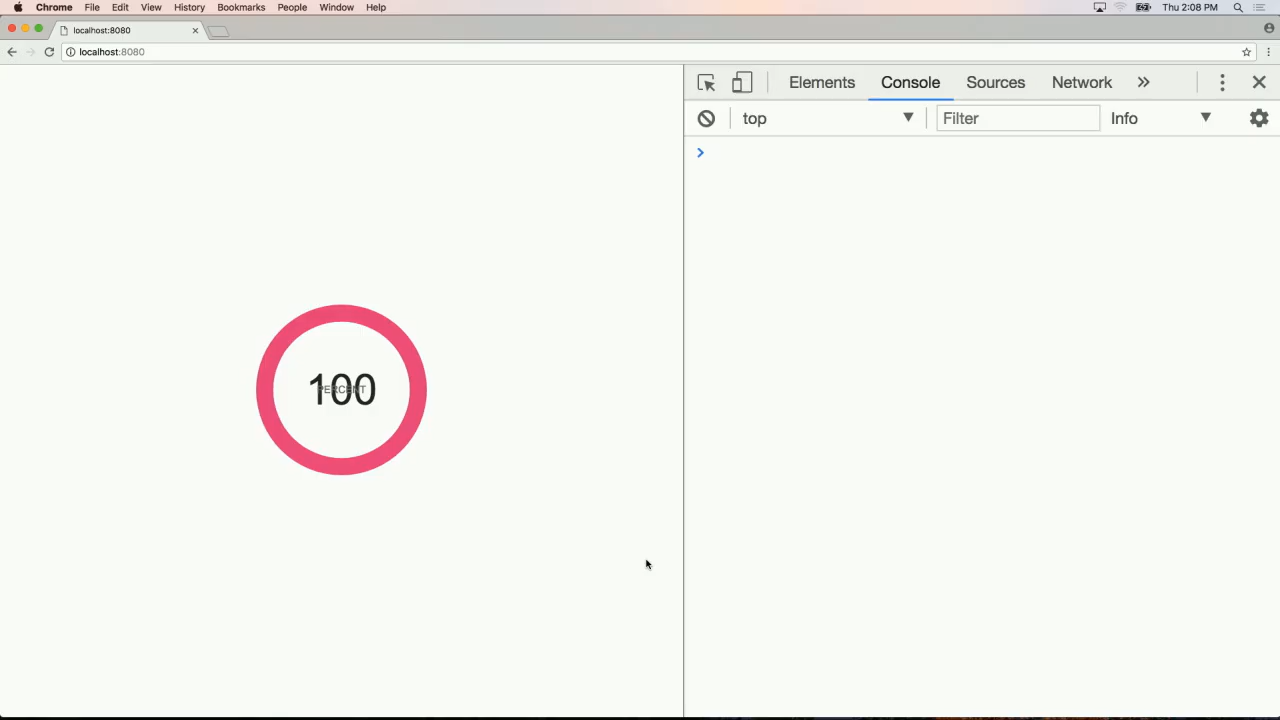 Chrome File Edit View History Bookmarks People Window Help Thu 2:08 PM
localhost:8080
localhost:8080
Elements Console Sources Network
top Filter Info
100
PERCENT